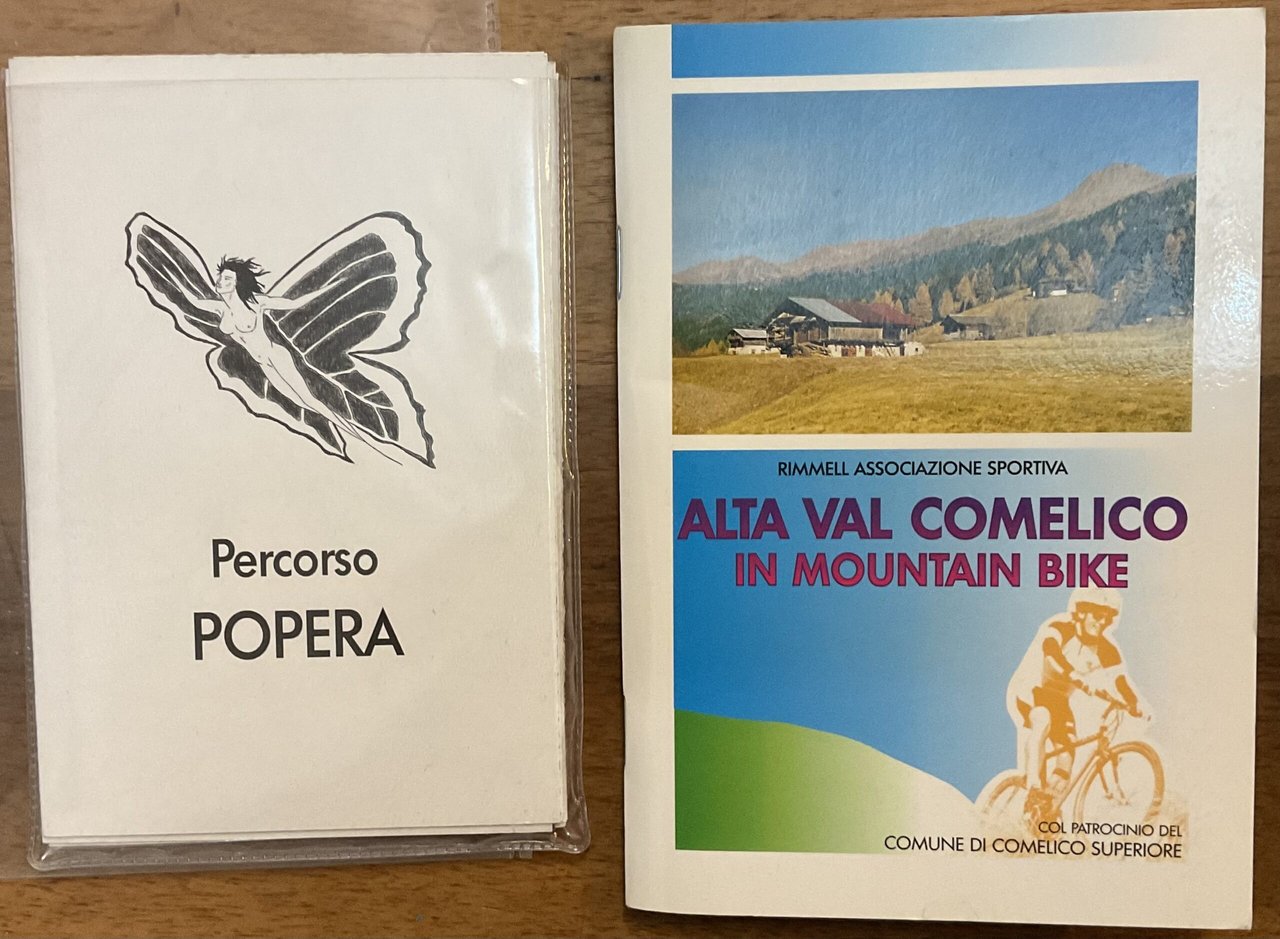 Percorso
POPERA
RIMMELL ASSOCIAZIONE SPORTIVA
ALTA VAL COMELICO
IN MOUNTAIN BIKE
COL PATROCINIO DEL
COMUNE DI COMELICO SUPERIORE